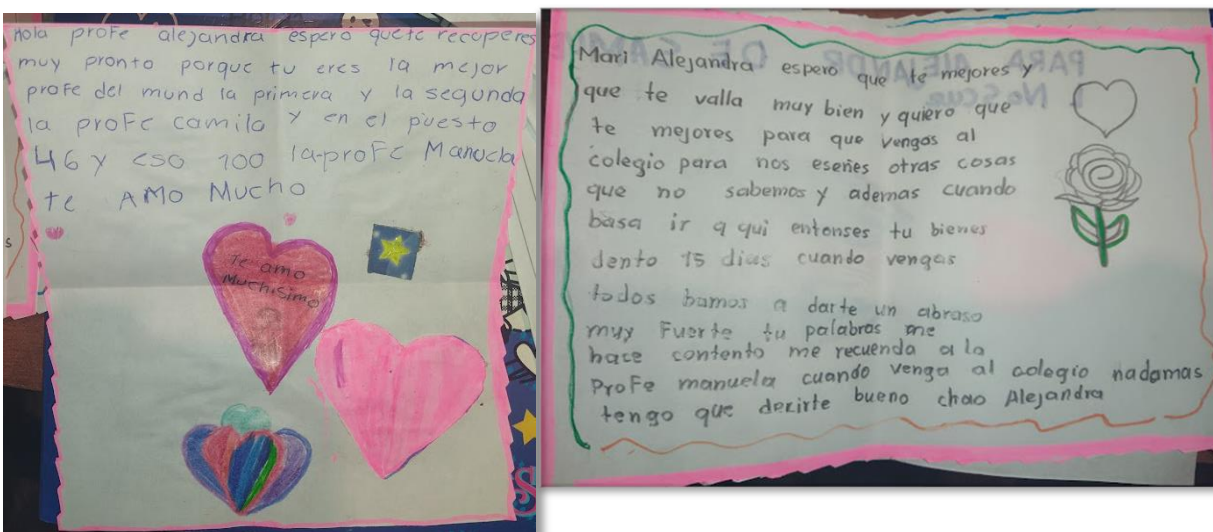 Hola profe alejandra espero que te recuperes
muy pronto porque tu eres la mejor
profe del mund la primera y la segunda
la profe camila y en el puesto
46 y eso 100 la profe Manuela
te AMO Mucho
Te amo
Muchisimo
Mari Alejandra espero que te mejores y
que te valla muy bien y quiero que
te mejores para que vengas al
colegio para nos eseñes otras cosas
que no sabemos y ademas cuando
basa ir a qui entonses tu bienes
dento 15 dias cuando vengas
todos bamos a darte un abraso
muy Fuerte tu palabras me
hace contento me recuenda a la
Profe manuela cuando venga al colegio nadamas
tengo que decirte bueno chao Alejandra
PARA ALEJANDR